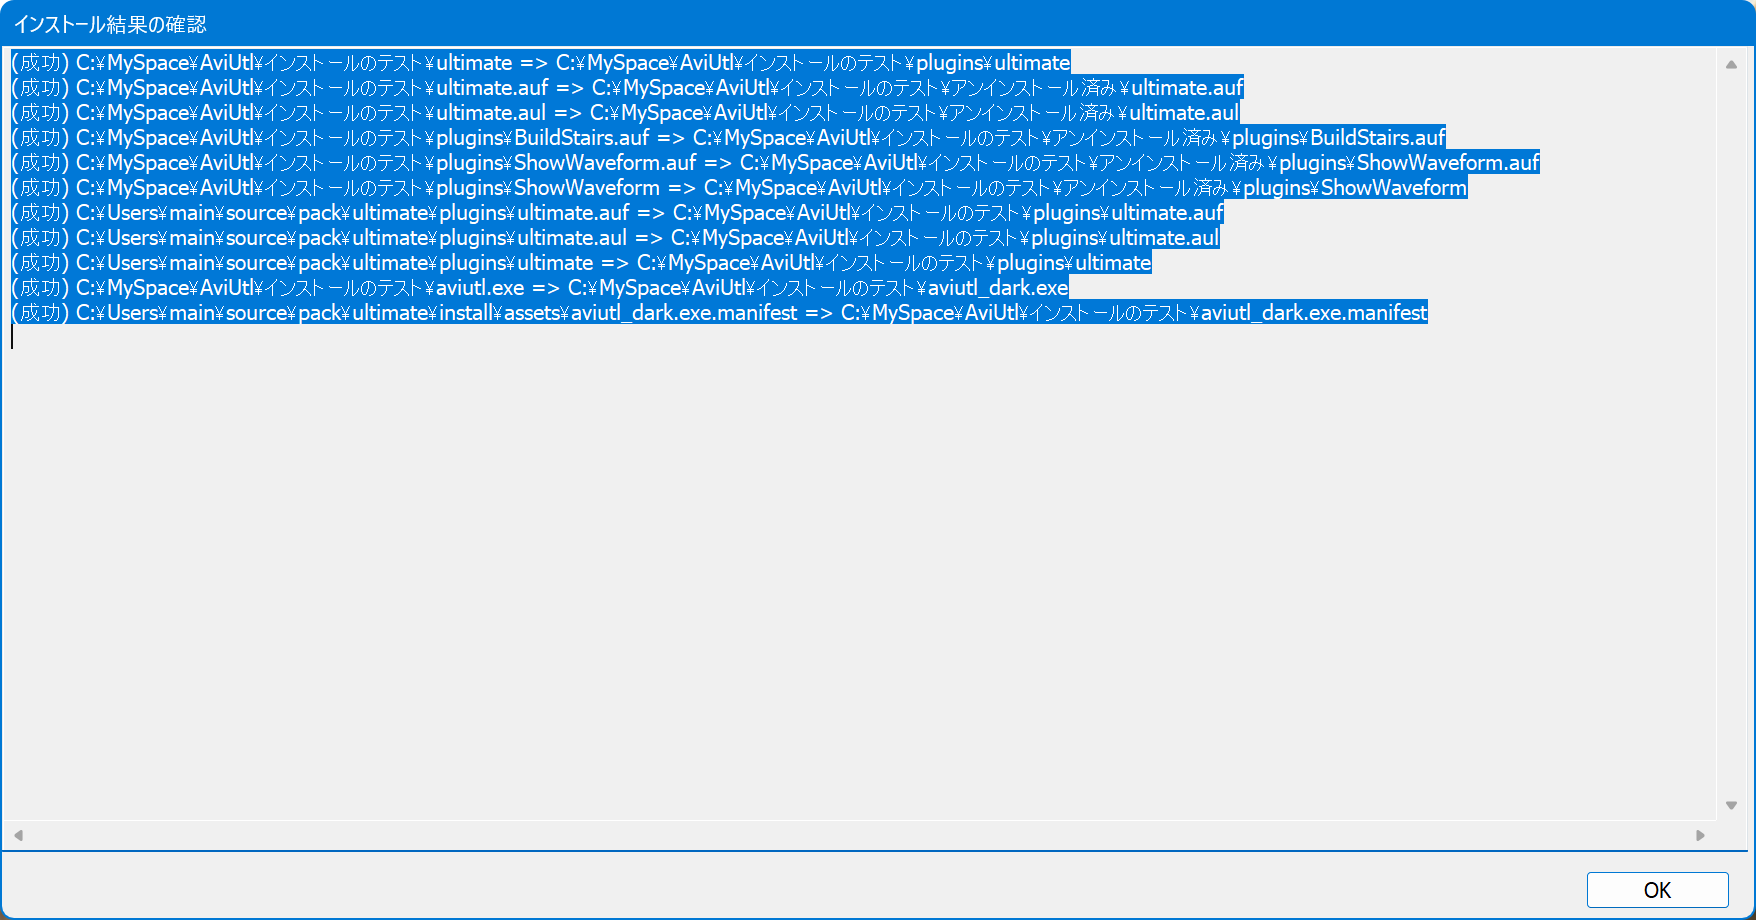 インストール結果の確認
(成功) C:¥MySpace¥AviUtl¥インストールのテスト¥ultimate => C:¥MySpace¥AviUtl¥インストールのテスト¥plugins¥ultimate
(成功) C:¥MySpace¥AviUtl¥インストールのテスト¥ultimate.auf => C:¥MySpace¥AviUtl¥インストールのテスト¥アンインストール済み¥ultimate.auf
(成功) C:¥MySpace¥AviUtl¥インストールのテスト¥ultimate.aul => C:¥MySpace¥AviUtl¥インストールのテスト¥アンインストール済み¥ultimate.aul
(成功) C:¥MySpace¥AviUtl¥インストールのテスト¥plugins¥BuildStairs.auf => C:¥MySpace¥AviUtl¥インストールのテスト¥アンインストール済み¥plugins¥BuildStairs.auf
(成功) C:¥MySpace¥AviUtl¥インストールのテスト¥plugins¥ShowWaveform.auf => C:¥MySpace¥AviUtl¥インストールのテスト¥アンインストール済み¥plugins¥ShowWaveform.auf
(成功) C:¥MySpace¥AviUtl¥インストールのテスト¥plugins¥ShowWaveform => C:¥MySpace¥AviUtl¥インストールのテスト¥アンインストール済み¥plugins¥ShowWaveform
(成功) C:¥Users¥main¥source¥pack¥ultimate¥plugins¥ultimate.auf => C:¥MySpace¥AviUtl¥インストールのテスト¥plugins¥ultimate.auf
(成功) C:¥Users¥main¥source¥pack¥ultimate¥plugins¥ultimate.aul => C:¥MySpace¥AviUtl¥インストールのテスト¥plugins¥ultimate.aul
(成功) C:¥Users¥main¥source¥pack¥ultimate¥plugins¥ultimate => C:¥MySpace¥AviUtl¥インストールのテスト¥plugins¥ultimate
(成功) C:¥MySpace¥AviUtl¥インストールのテスト¥aviutl.exe => C:¥MySpace¥AviUtl¥インストールのテスト¥aviutl_dark.exe
(成功) C:¥Users¥main¥source¥pack¥ultimate¥install¥assets¥aviutl_dark.exe.manifest => C:¥MySpace¥AviUtl¥インストールのテスト¥aviutl_dark.exe.manifest
OK